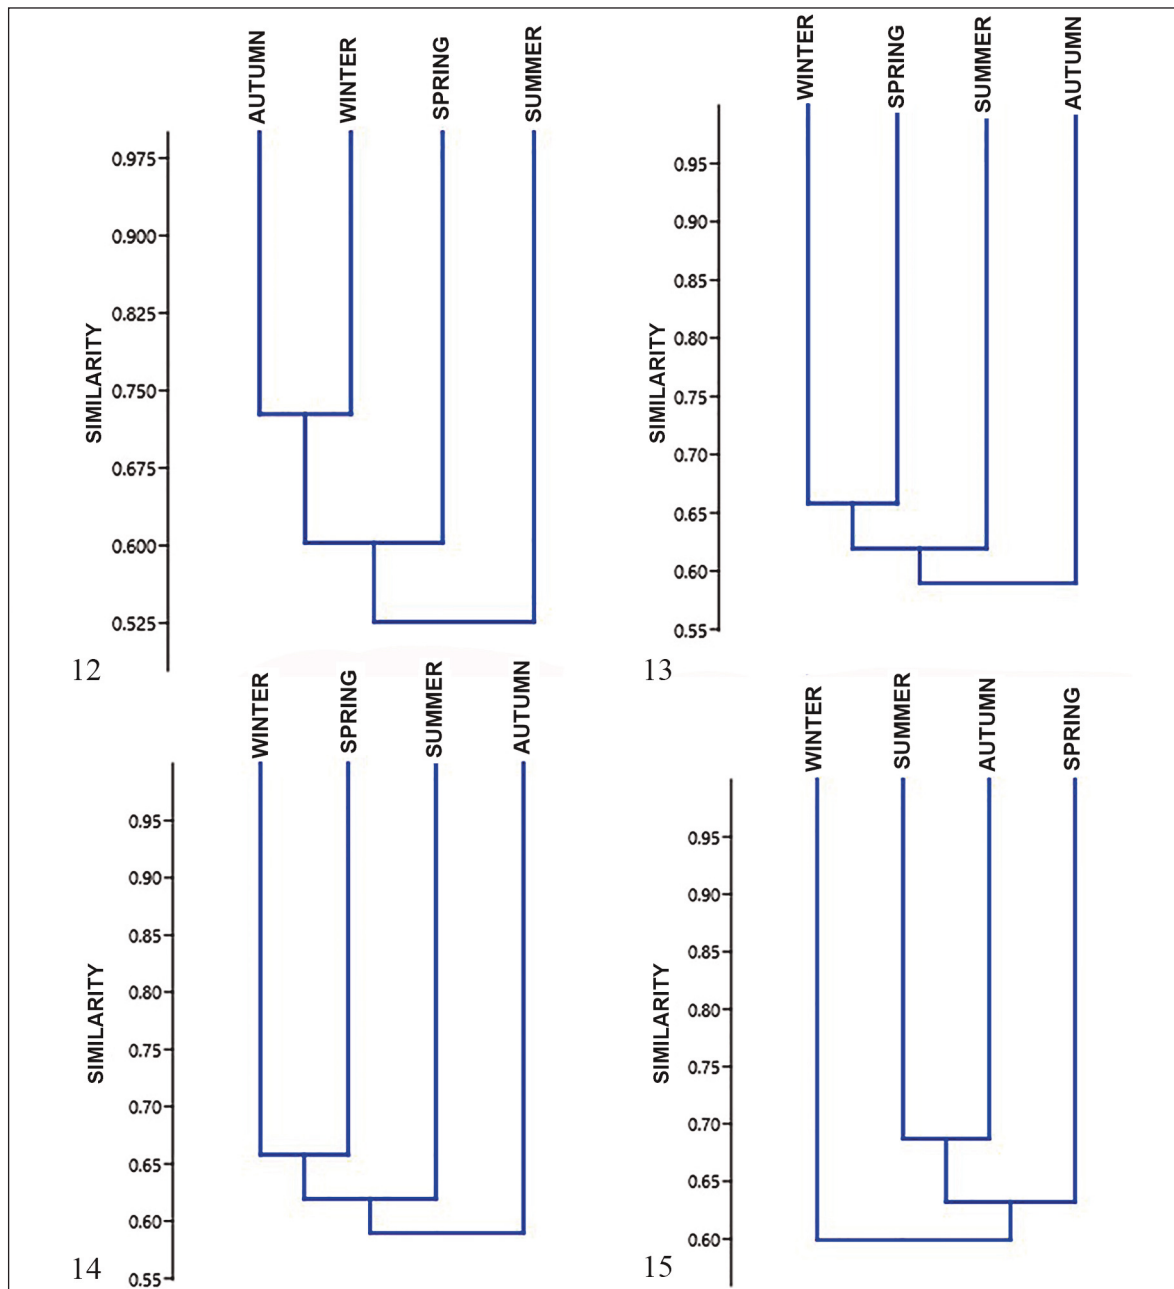 AUTUMN
WINTER
SPRING
SUMMER
0.975
0.900
0.825
0.750
0.675
0.600
0.525
SIMILARITY
12
WINTER
SPRING
SUMMER
AUTUMN
0.95
0.90
0.85
0.80
0.75
0.70
0.65
0.60
0.55
SIMILARITY
13
WINTER
SPRING
SUMMER
AUTUMN
0.95
0.90
0.85
0.80
0.75
0.70
0.65
0.60
0.55
SIMILARITY
14
WINTER
SUMMER
AUTUMN
SPRING
0.95
0.90
0.85
0.80
0.75
0.70
0.65
0.60
SIMILARITY
15